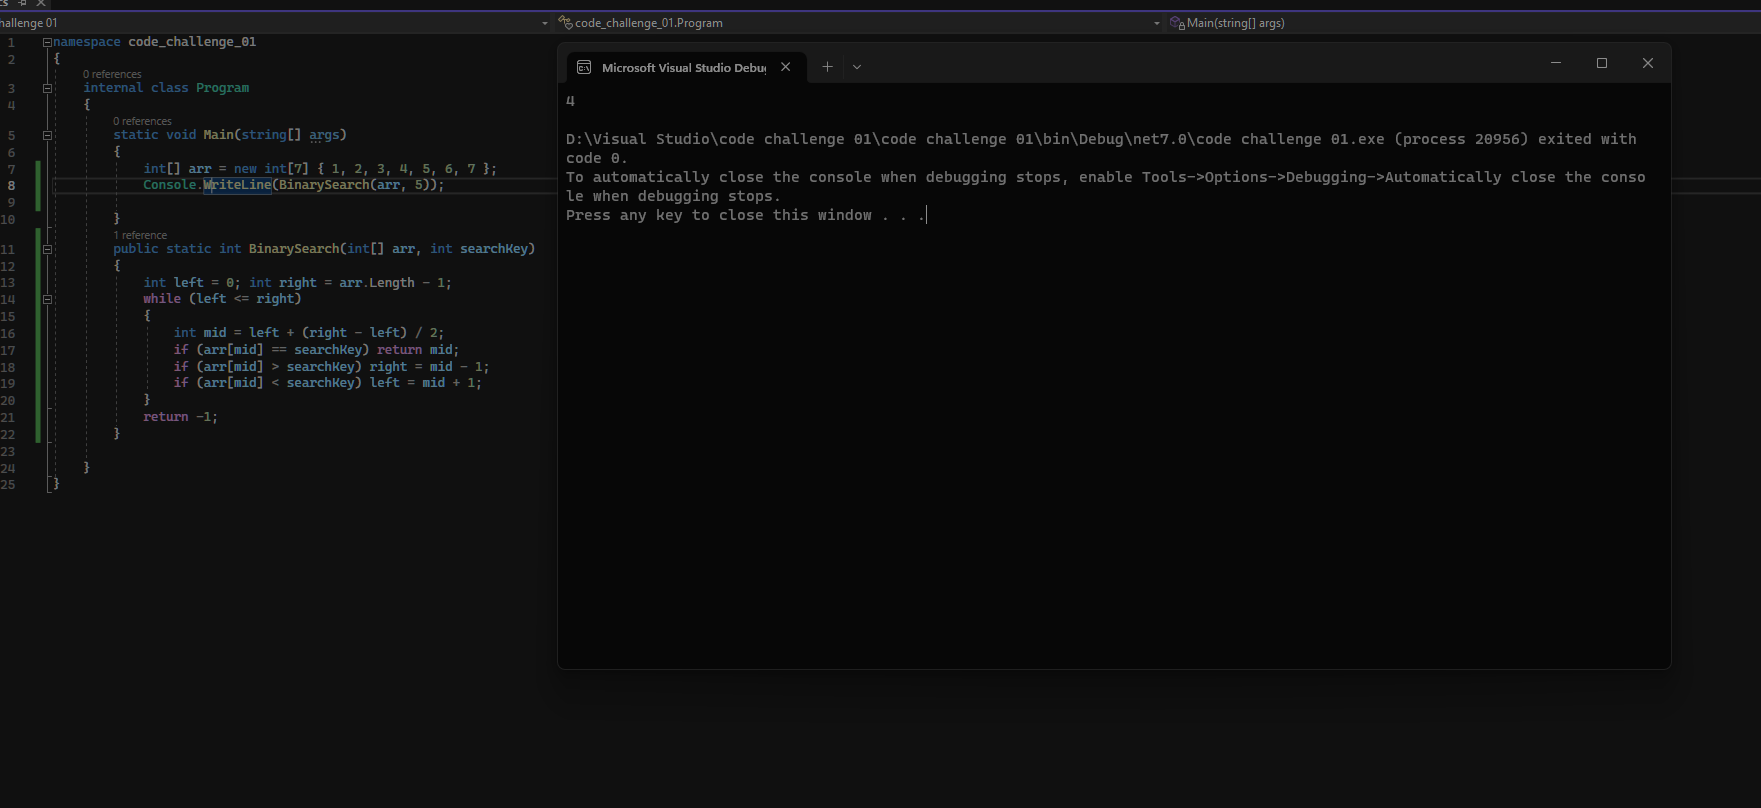 cs
hallenge 01
code_challenge_01.Program
Main(string[] args)
1 namespace code_challenge_01
2 {
0 references
3 internal class Program
4 {
0 references
5 static void Main(string[] args)
6 {
7 int[] arr = new int[7] { 1, 2, 3, 4, 5, 6, 7 };
8 Console.WriteLine(BinarySearch(arr, 5));
9
10 }
1 reference
11 public static int BinarySearch(int[] arr, int searchKey)
12 {
13 int left = 0; int right = arr.Length - 1;
14 while (left <= right)
15 {
16 int mid = left + (right - left) / 2;
17 if (arr[mid] == searchKey) return mid;
18 if (arr[mid] > searchKey) right = mid - 1;
19 if (arr[mid] < searchKey) left = mid + 1;
20 }
21 return -1;
22 }
23
24 }
25 }
Microsoft Visual Studio Debug
4
D:\Visual Studio\code challenge 01\code challenge 01\bin\Debug\net7.0\code challenge 01.exe (process 20956) exited with
code 0.
To automatically close the console when debugging stops, enable Tools->Options->Debugging->Automatically close the conso
le when debugging stops.
Press any key to close this window . . .